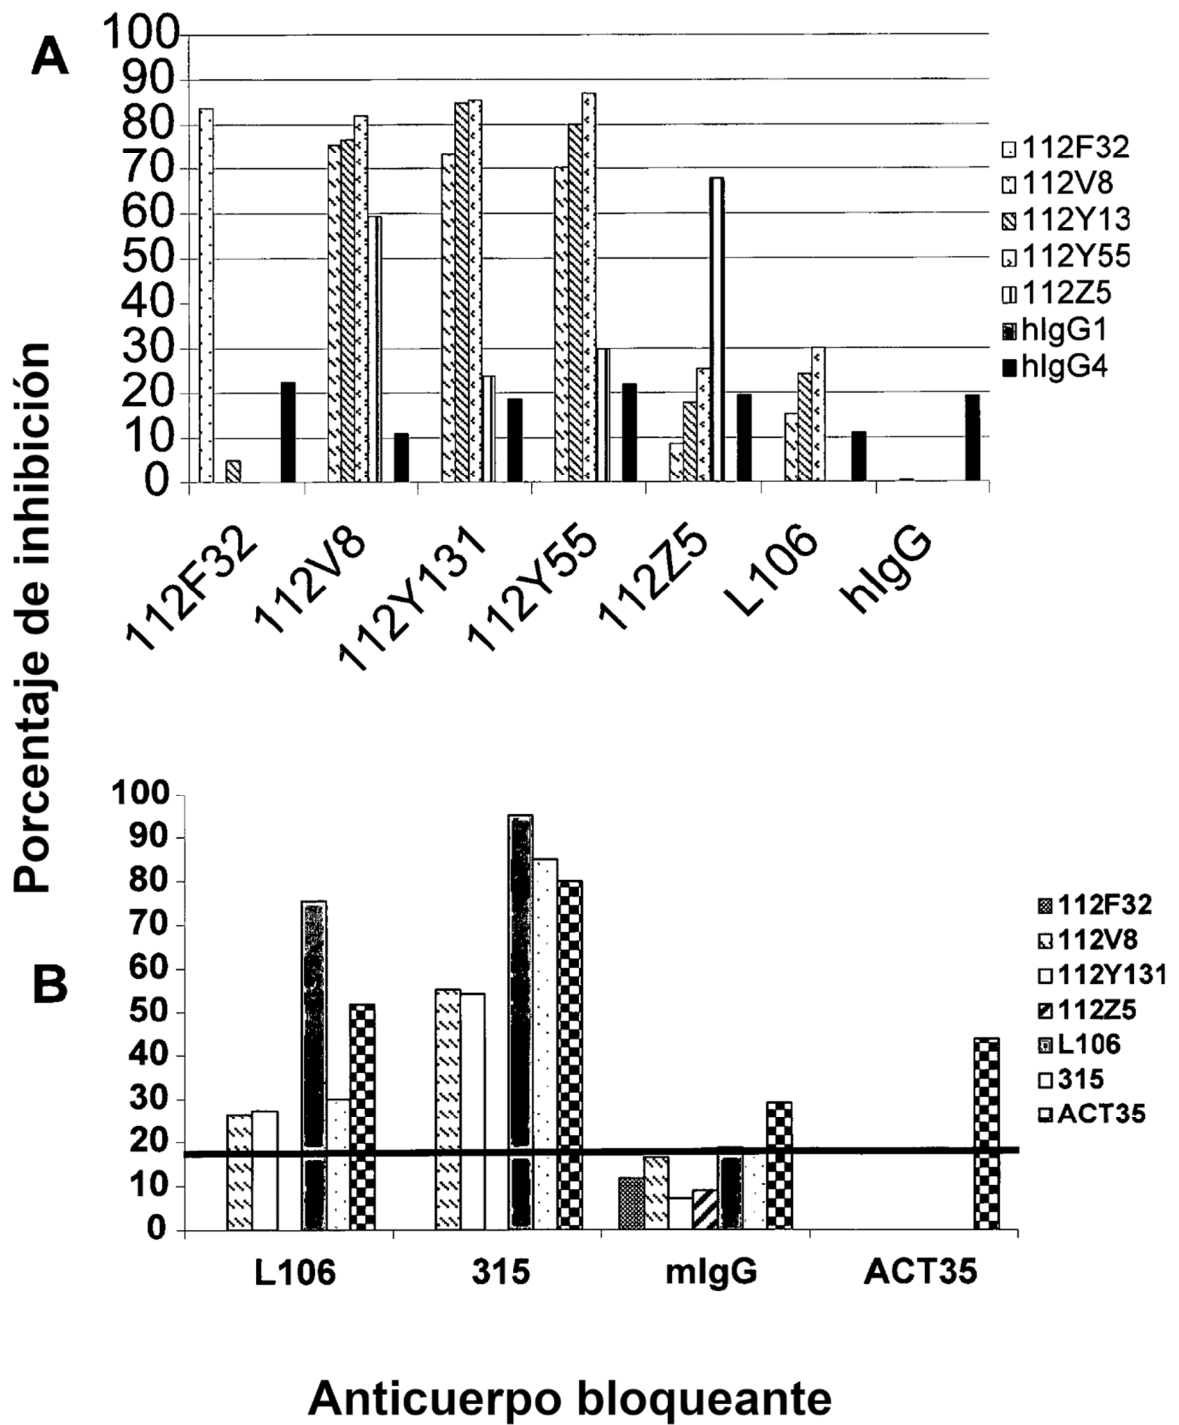 A
Porcentaje de inhibición
100
90
80
70
60
50
40
30
20
10
0
112F32
112V8
112Y131
112Y55
112Z5
L106
hIgG
112F32
112V8
112Y13
112Y55
112Z5
hIgG1
hIgG4
B
100
90
80
70
60
50
40
30
20
10
0
L106
315
mIgG
ACT35
112F32
112V8
112Y131
112Z5
L106
315
ACT35
Anticuerpo bloqueante